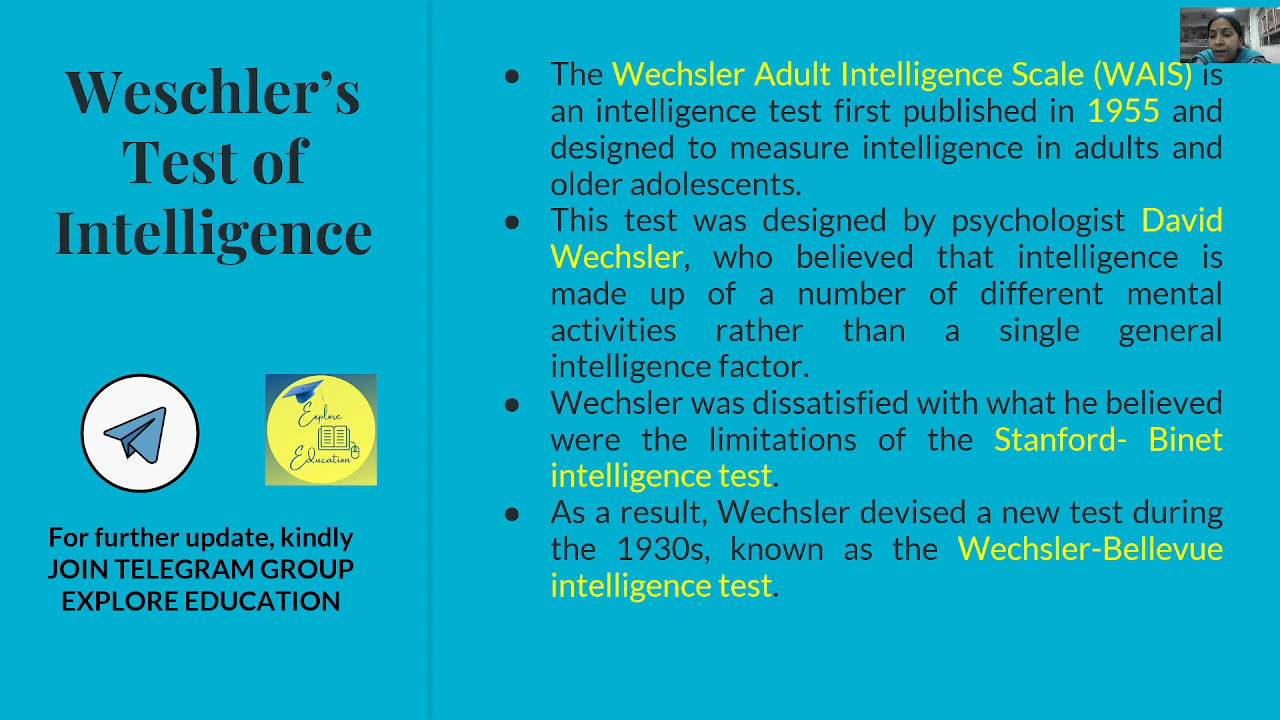 Weschler's
Test of
Intelligence
Explore
Education
For further update, kindly
JOIN TELEGRAM GROUP
EXPLORE EDUCATION
● The Wechsler Adult Intelligence Scale (WAIS) is
an intelligence test first published in 1955 and
designed to measure intelligence in adults and
older adolescents.
● This test was designed by psychologist David
Wechsler, who believed that intelligence is
made up of a number of different mental
activities rather than a single general
intelligence factor.
● Wechsler was dissatisfied with what he believed
were the limitations of the Stanford- Binet
intelligence test.
● As a result, Wechsler devised a new test during
the 1930s, known as the Wechsler-Bellevue
intelligence test.